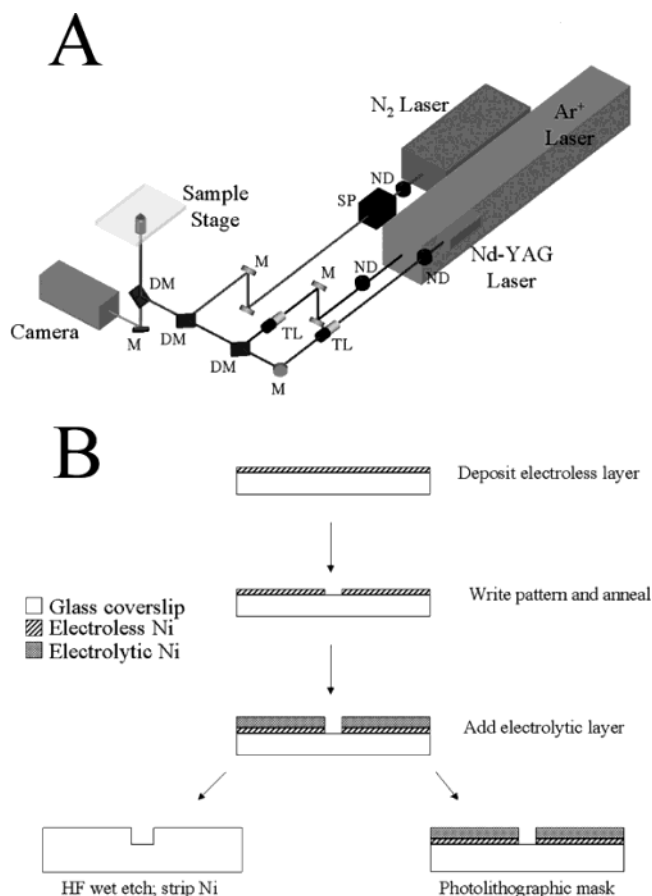 A
N₂ Laser
Ar⁺
Laser
ND
SP
Sample
Stage
Nd-YAG
Laser
ND
ND
M
M
DM
Camera
M
DM
TL
TL
DM
M
B
Deposit electroless layer
Write pattern and anneal
Glass coverslip
Electroless Ni
Electrolytic Ni
Add electrolytic layer
HF wet etch; strip Ni
Photolithographic mask